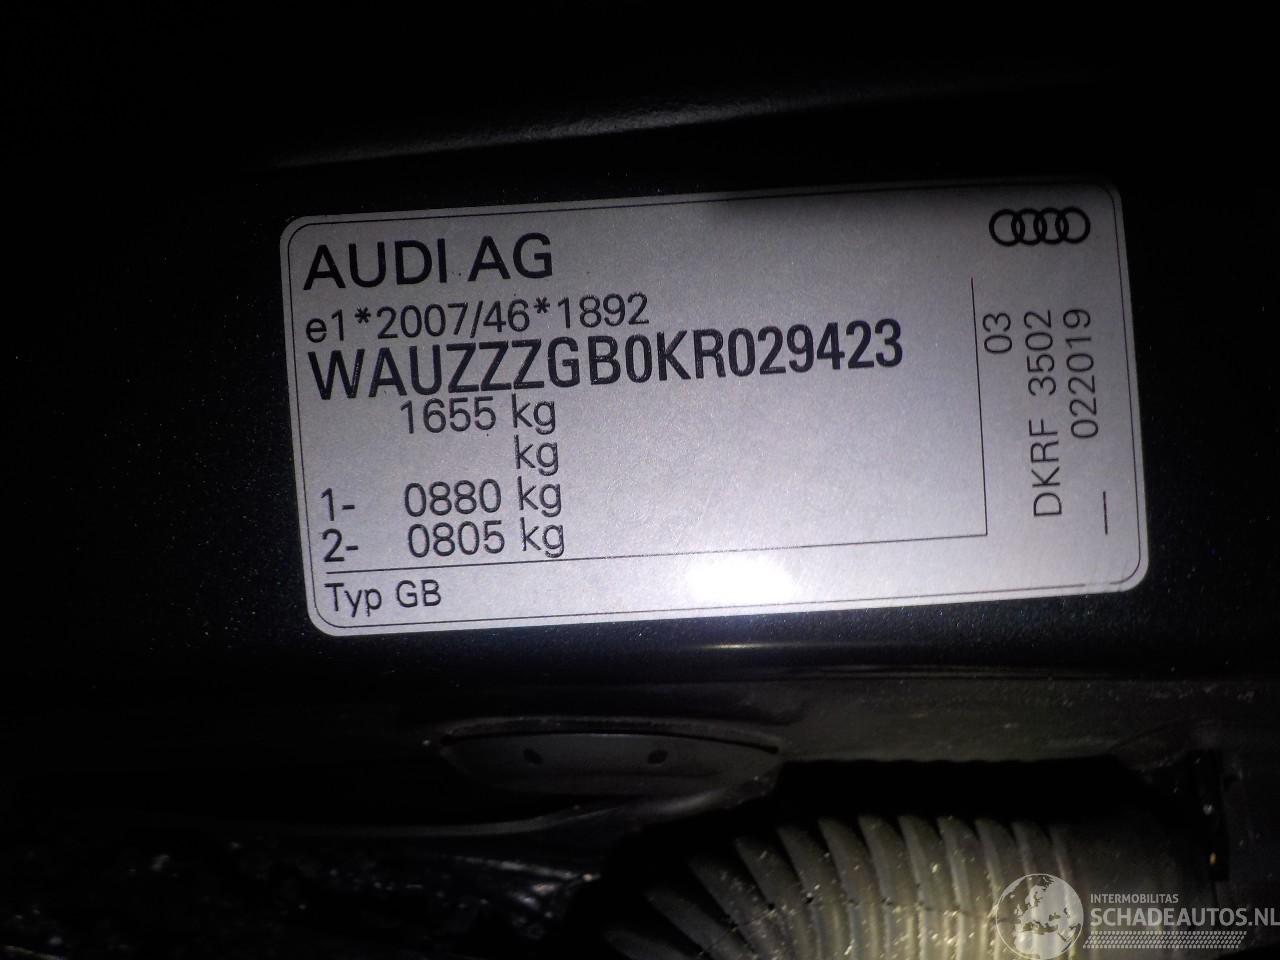 AUDI AG
e1*2007/46*1892
WAUZZZGB0KR029423
1655 kg
kg
1- 0880 kg
2- 0805 kg
Typ GB
03
DKRF 3502
022019
—
INTERMOBILITAS
SCHADEAUTOS.NL